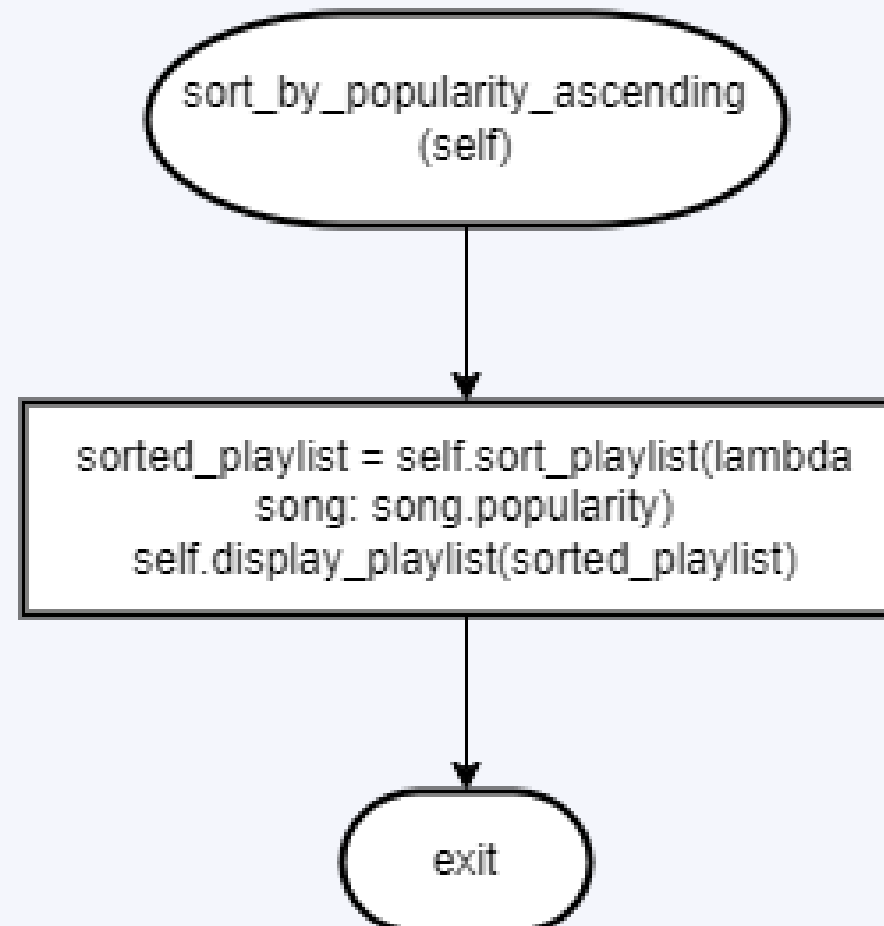 sort_by_popularity_ascending
(self)
sorted_playlist = self.sort_playlist(lambda
song: song.popularity)
self.display_playlist(sorted_playlist)
exit